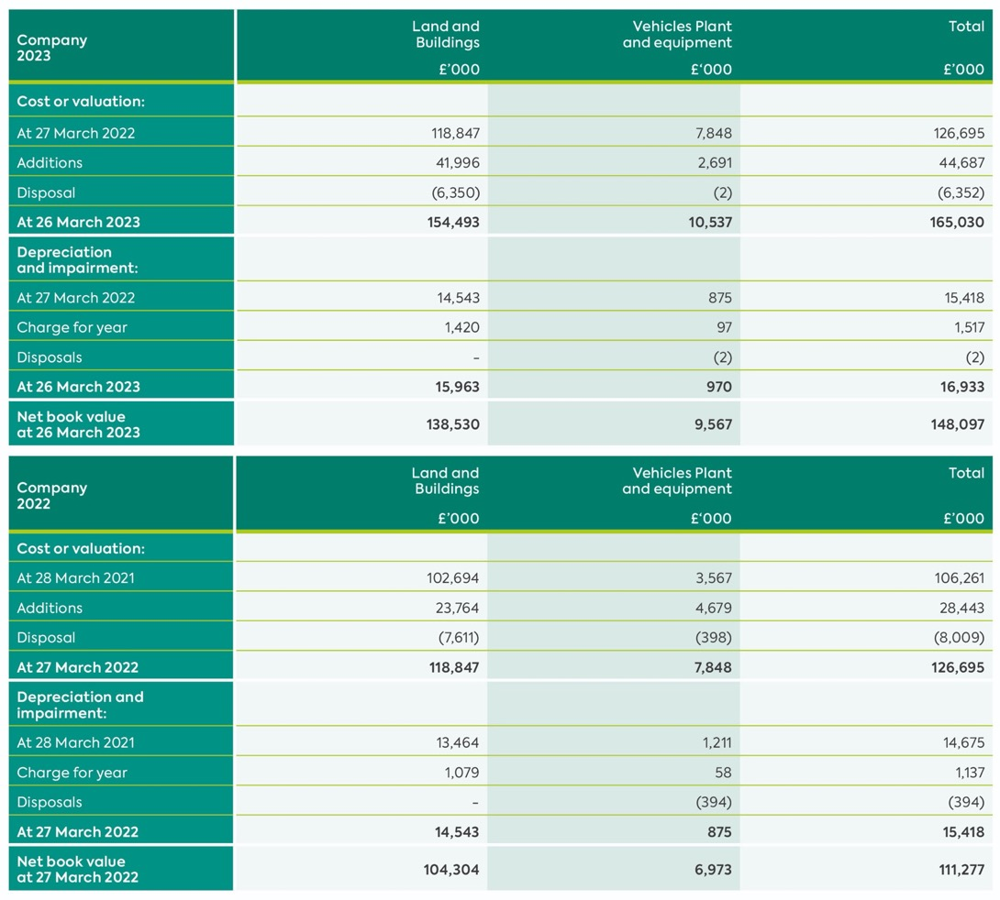 Company
2023
Land and
Buildings
£’000
Vehicles Plant
and equipment
£‘000
Total
£’000
Cost or valuation:
At 27 March 2022 118,847 7,848 126,695
Additions 41,996 2,691 44,687
Disposal (6,350) (2) (6,352)
At 26 March 2023 154,493 10,537 165,030
Depreciation
and impairment:
At 27 March 2022 14,543 875 15,418
Charge for year 1,420 97 1,517
Disposals – (2) (2)
At 26 March 2023 15,963 970 16,933
Net book value
at 26 March 2023 138,530 9,567 148,097
Company
2022
Land and
Buildings
£’000
Vehicles Plant
and equipment
£‘000
Total
£’000
Cost or valuation:
At 28 March 2021 102,694 3,567 106,261
Additions 23,764 4,679 28,443
Disposal (7,611) (398) (8,009)
At 27 March 2022 118,847 7,848 126,695
Depreciation and
impairment:
At 28 March 2021 13,464 1,211 14,675
Charge for year 1,079 58 1,137
Disposals – (394) (394)
At 27 March 2022 14,543 875 15,418
Net book value
at 27 March 2022 104,304 6,973 111,277